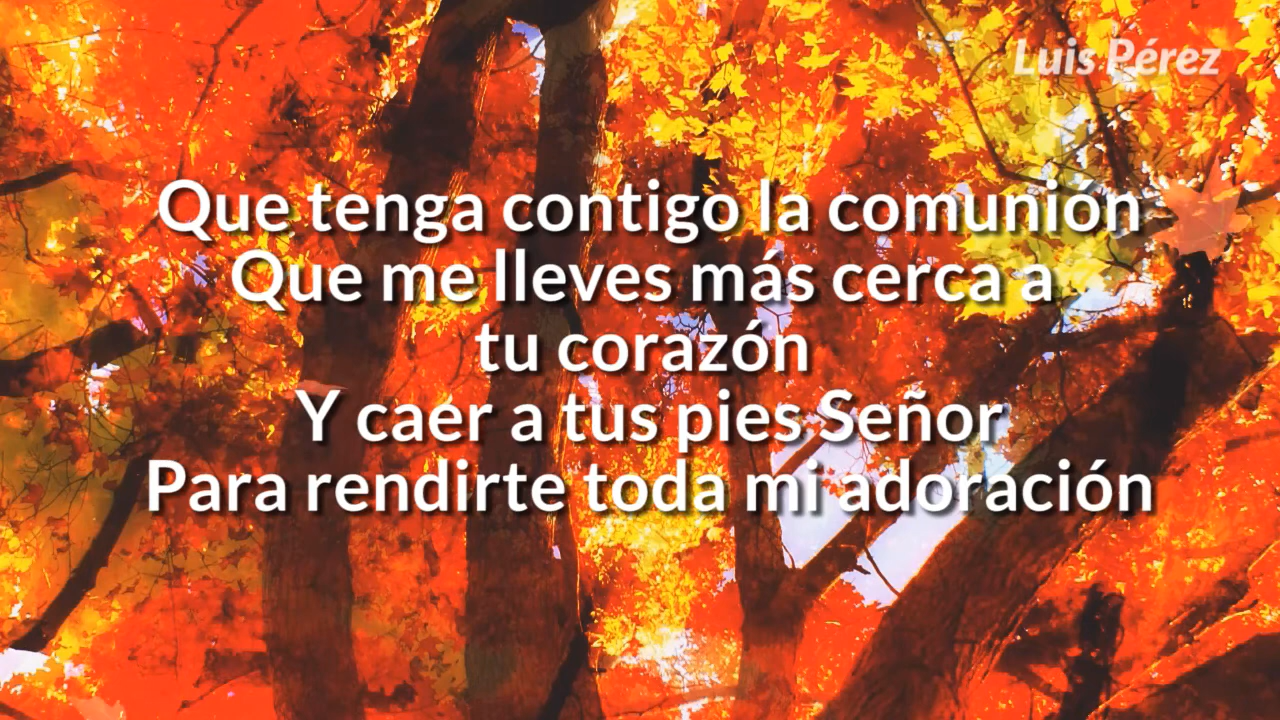 Luis Pérez
Que tenga contigo la comunión
Que me lleves más cerca a
tu corazón
Y caer a tus pies Señor
Para rendirte toda mi adoración